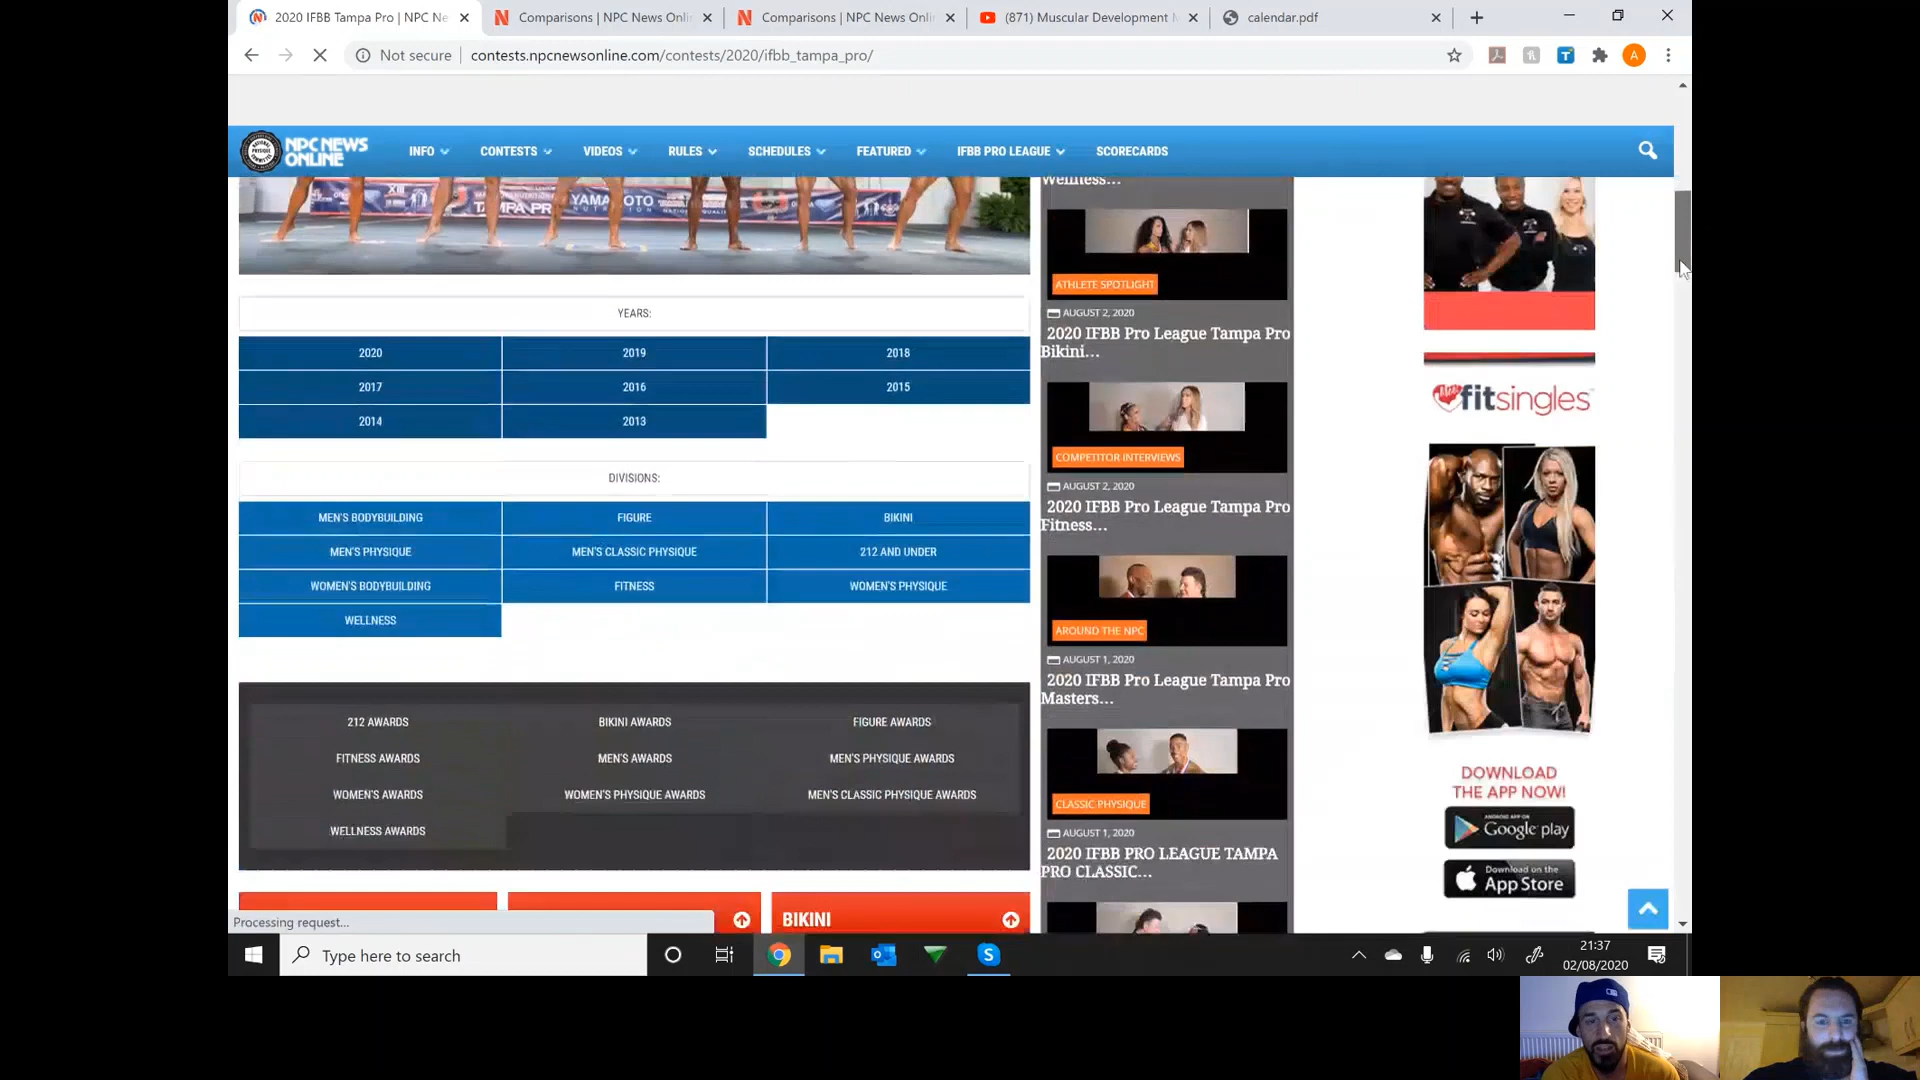 2020 IFBB Tampa Pro | NPC Ne
Comparisons | NPC News Onli
Comparisons | NPC News Onli
(871) Muscular Development
calendar.pdf
Not secure
contests.npcnewsonline.com/contests/2020/ifbb_tampa_pro/
A
NPC NEWS
ONLINE
INFO
CONTESTS
VIDEOS
RULES
SCHEDULES
FEATURED
IFBB PRO LEAGUE
SCORECARDS
TAMPA PR
YAMAMOTO
YEARS:
2020
2019
2018
2017
2016
2015
2014
2013
DIVISIONS:
MEN'S BODYBUILDING
FIGURE
BIKINI
MEN'S PHYSIQUE
MEN'S CLASSIC PHYSIQUE
212 AND UNDER
WOMEN'S BODYBUILDING
FITNESS
WOMEN'S PHYSIQUE
WELLNESS
212 AWARDS
BIKINI AWARDS
FIGURE AWARDS
FITNESS AWARDS
MEN'S AWARDS
MEN'S PHYSIQUE AWARDS
WOMEN'S AWARDS
WOMEN'S PHYSIQUE AWARDS
MEN'S CLASSIC PHYSIQUE AWARDS
WELLNESS AWARDS
BIKINI
Wellness...
ATHLETE SPOTLIGHT
AUGUST 2, 2020
2020 IFBB Pro League Tampa Pro
Bikini...
COMPETITOR INTERVIEWS
AUGUST 2, 2020
2020 IFBB Pro League Tampa Pro
Fitness...
AROUND THE NPC
AUGUST 1, 2020
2020 IFBB Pro League Tampa Pro
Masters...
CLASSIC PHYSIQUE
AUGUST 1, 2020
2020 IFBB PRO LEAGUE TAMPA
PRO CLASSIC...
fitsingles
DOWNLOAD
THE APP NOW!
Google play
Download on the
App Store
Processing request...
Type here to search
21:37
02/08/2020